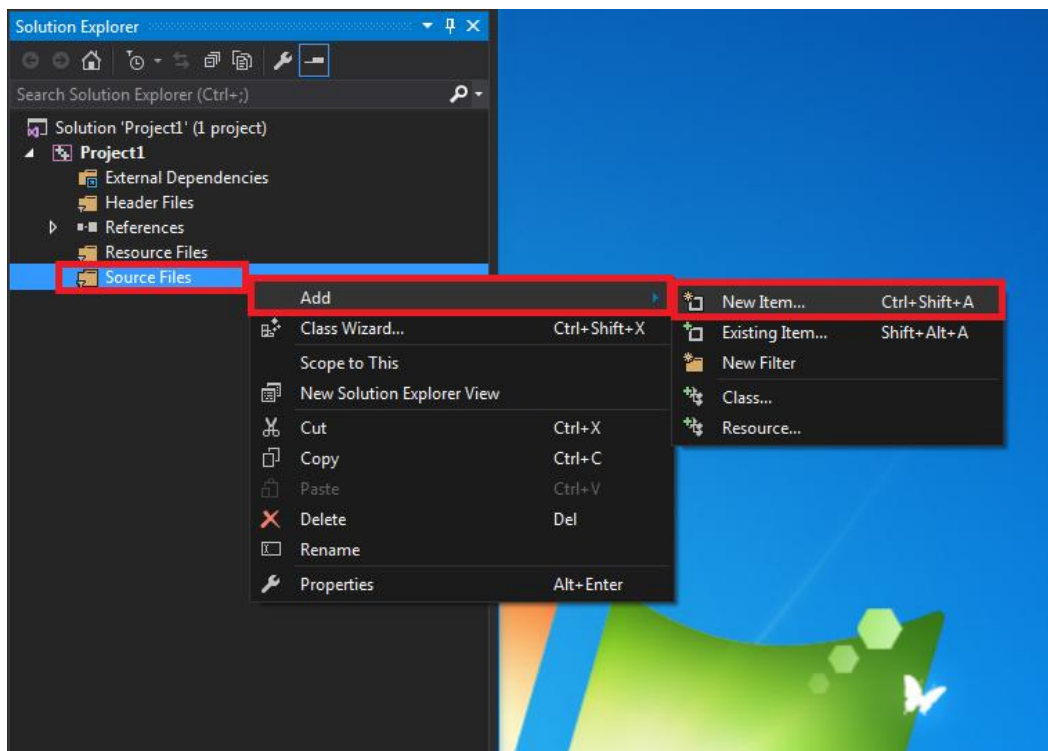 Solution Explorer
Search Solution Explorer (Ctrl+;)
Solution 'Project1' (1 project)
Project1
External Dependencies
Header Files
References
Resource Files
Source Files
Add
Class Wizard... Ctrl+Shift+X
Scope to This
New Solution Explorer View
Cut Ctrl+X
Copy Ctrl+C
Paste Ctrl+V
Delete Del
Rename
Properties Alt+Enter
New Item... Ctrl+Shift+A
Existing Item... Shift+Alt+A
New Filter
Class...
Resource...